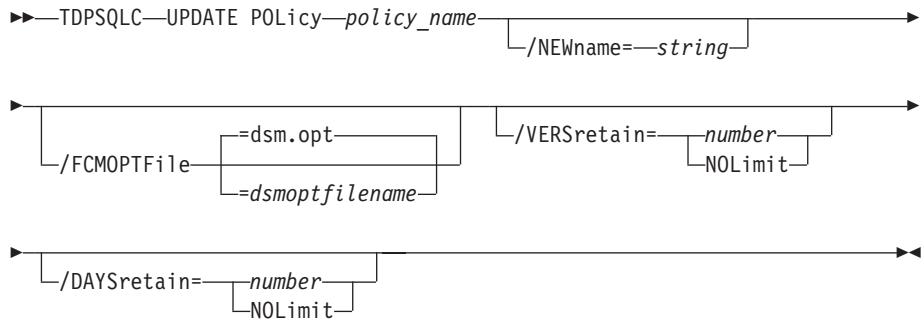 TDPSQLC UPDATE POLicy policy_name
/NEWname= string
=dsm.opt
/FCMOPTFile
=dsmoptfilename
/VERSretain= number
NOLimit
/DAYSretain= number
NOLimit